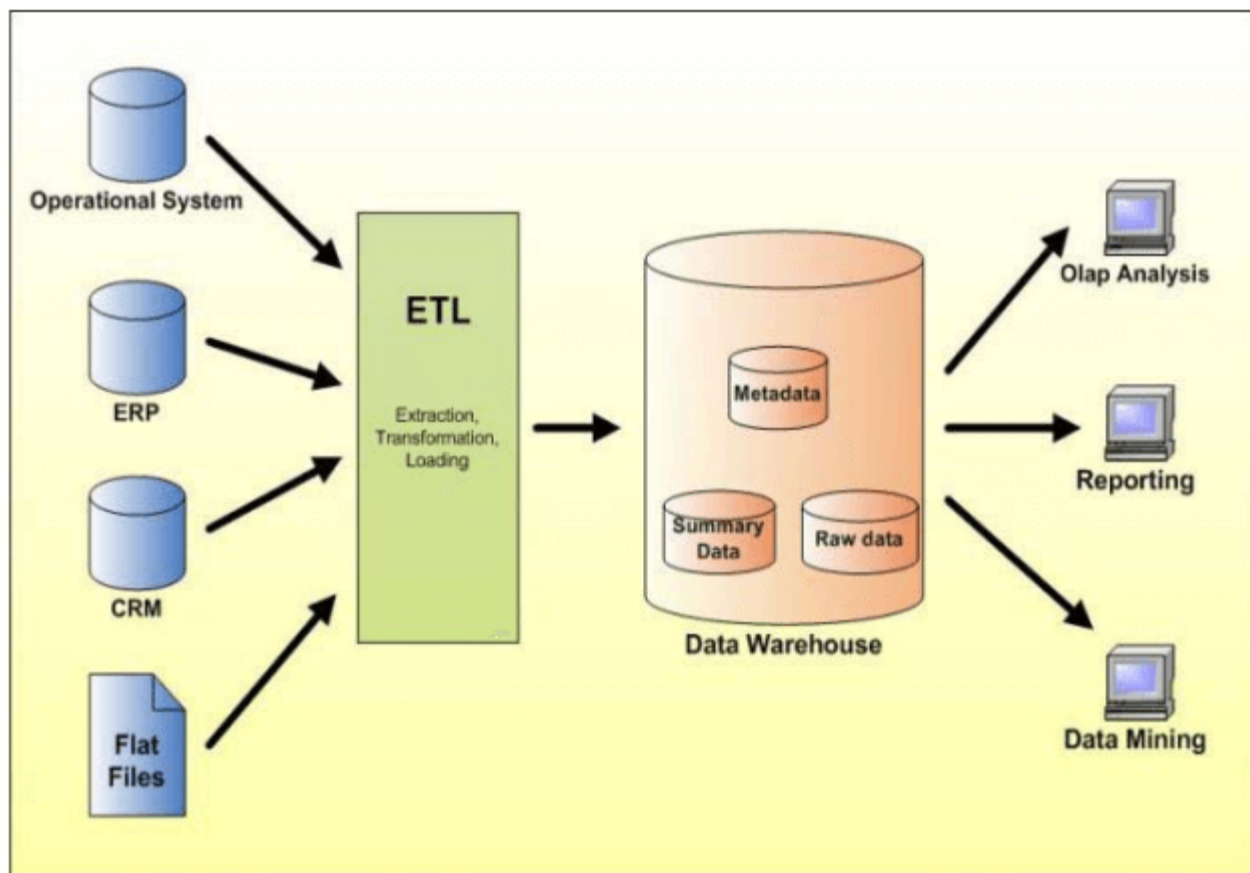 Operational System
ERP
CRM
Flat
Files
ETL
Extraction,
Transformation,
Loading
Metadata
Summary
Data
Raw data
Data Warehouse
Olap Analysis
Reporting
Data Mining